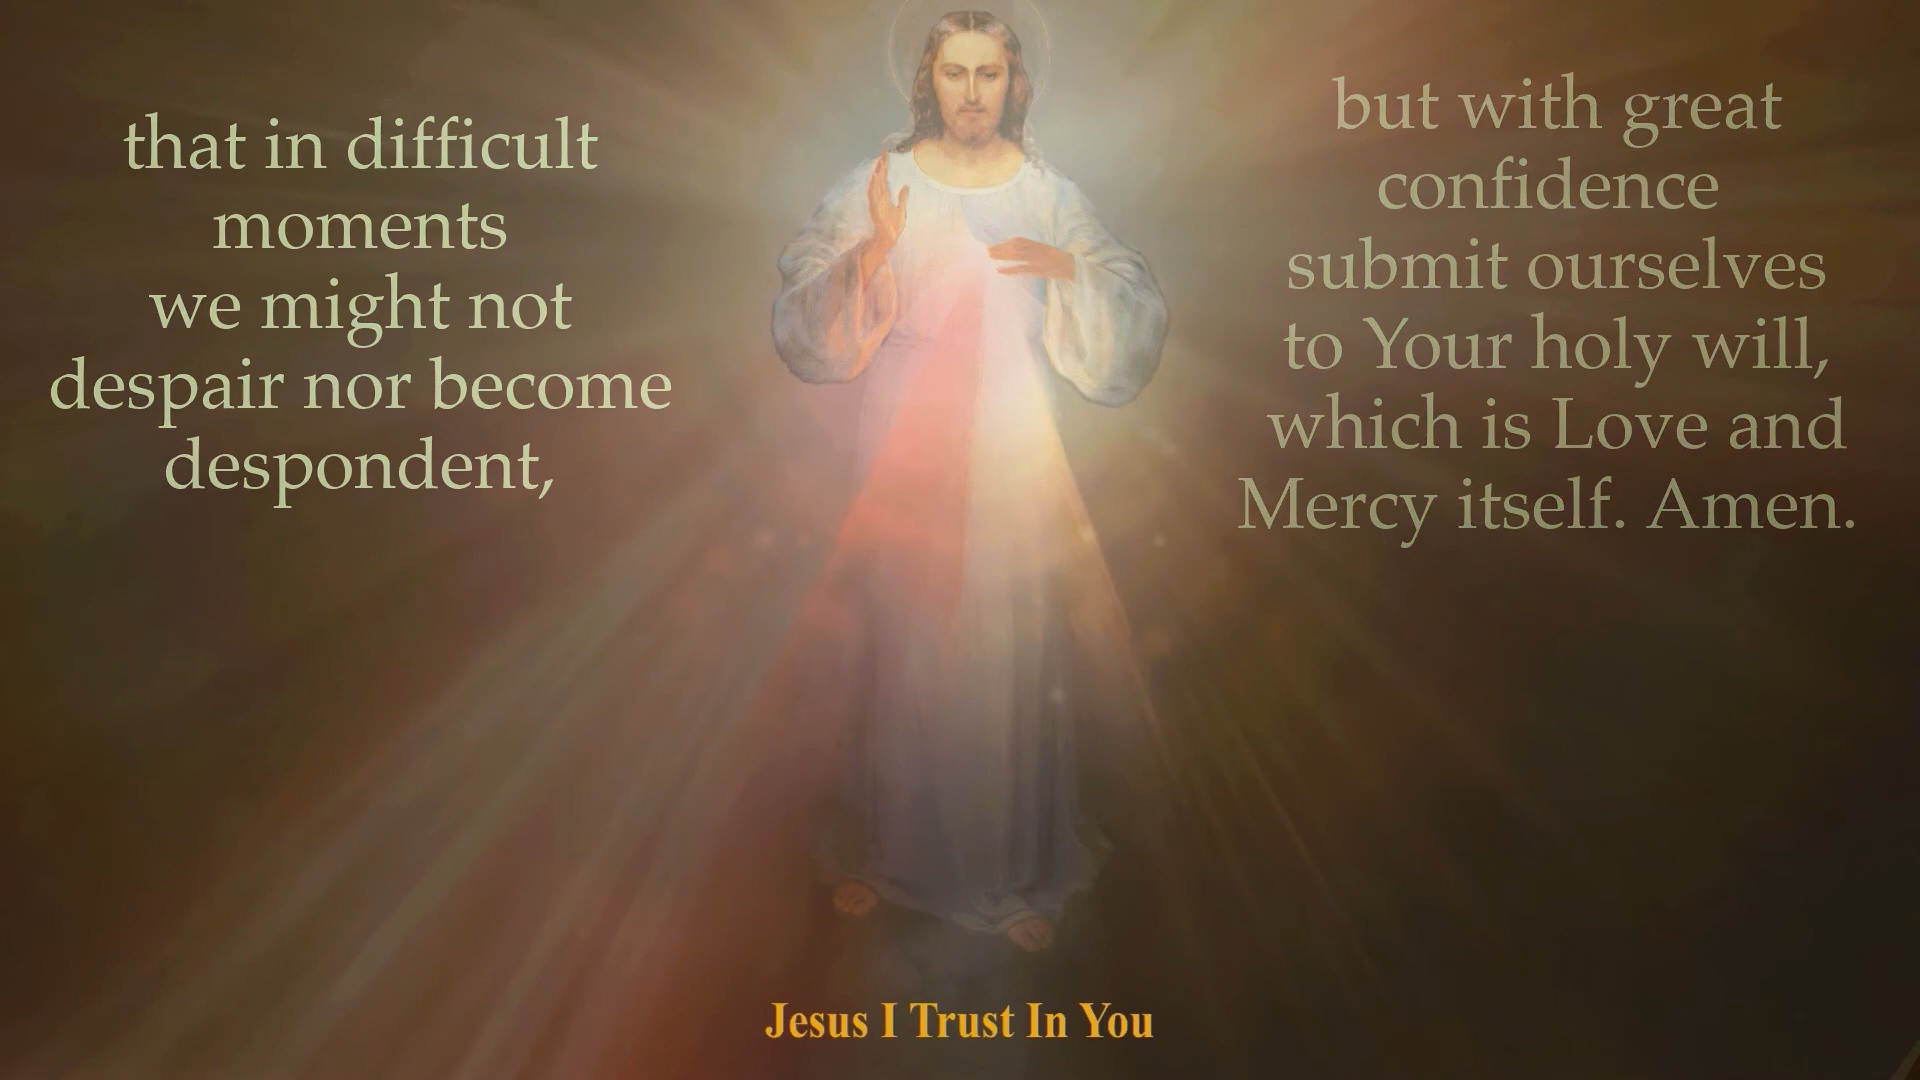 that in difficult
moments
we might not
despair nor become
despondent,
but with great
confidence
submit ourselves
to Your holy will,
which is Love and
Mercy itself. Amen.
Jesus I Trust In You